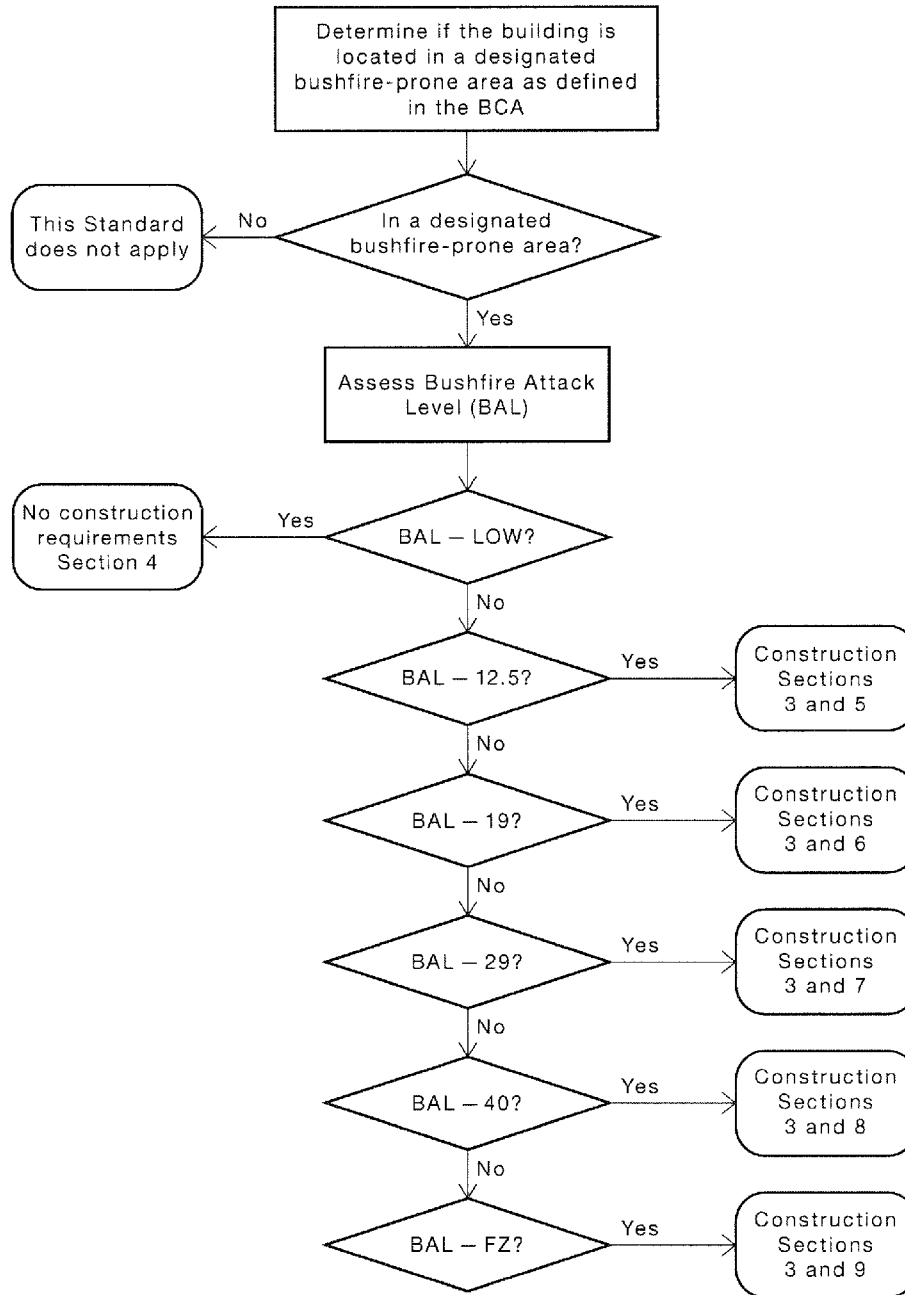 Determine if the building is
located in a designated
bushfire-prone area as defined
in the BCA
This Standard
does not apply
No
In a designated
bushfire-prone area?
Yes
Assess Bushfire Attack
Level (BAL)
No construction
requirements
Section 4
Yes
BAL – LOW?
No
BAL – 12.5?
Yes
Construction
Sections
3 and 5
No
BAL – 19?
Yes
Construction
Sections
3 and 6
No
BAL – 29?
Yes
Construction
Sections
3 and 7
No
BAL – 40?
Yes
Construction
Sections
3 and 8
No
BAL – FZ?
Yes
Construction
Sections
3 and 9